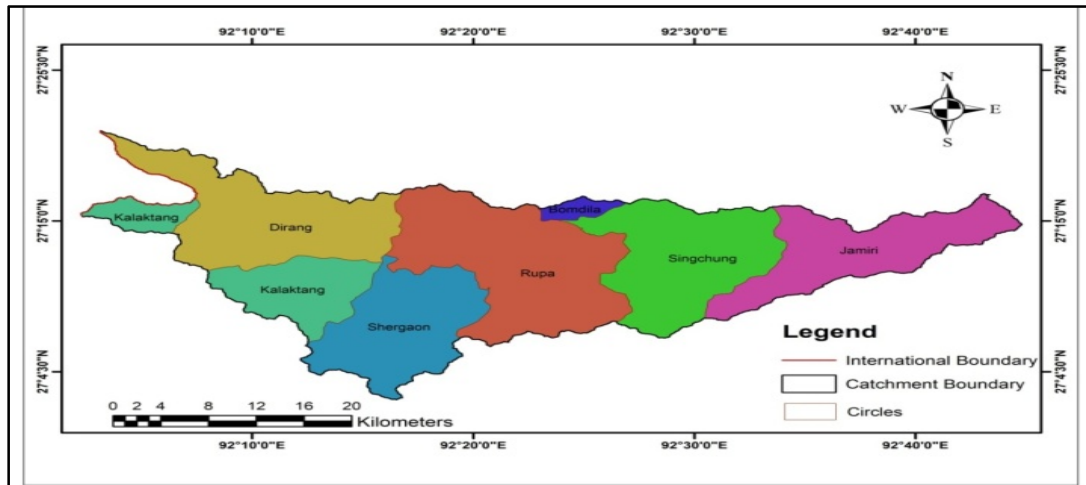 92°10'0"E 92°20'0"E 92°30'0"E 92°40'0"E
27°25'30"N 27°25'30"N
N
W E
S
27°15'0"N 27°15'0"N
Kalaktang
Bomdila
Dirang
Jamiri
Singchung
Rupa
Kalaktang
Shergaon
Legend
International Boundary
Catchment Boundary
Circles
27°4'30"N 27°4'30"N
0 2 4 8 12 16 20
Kilometers
92°10'0"E 92°20'0"E 92°30'0"E 92°40'0"E